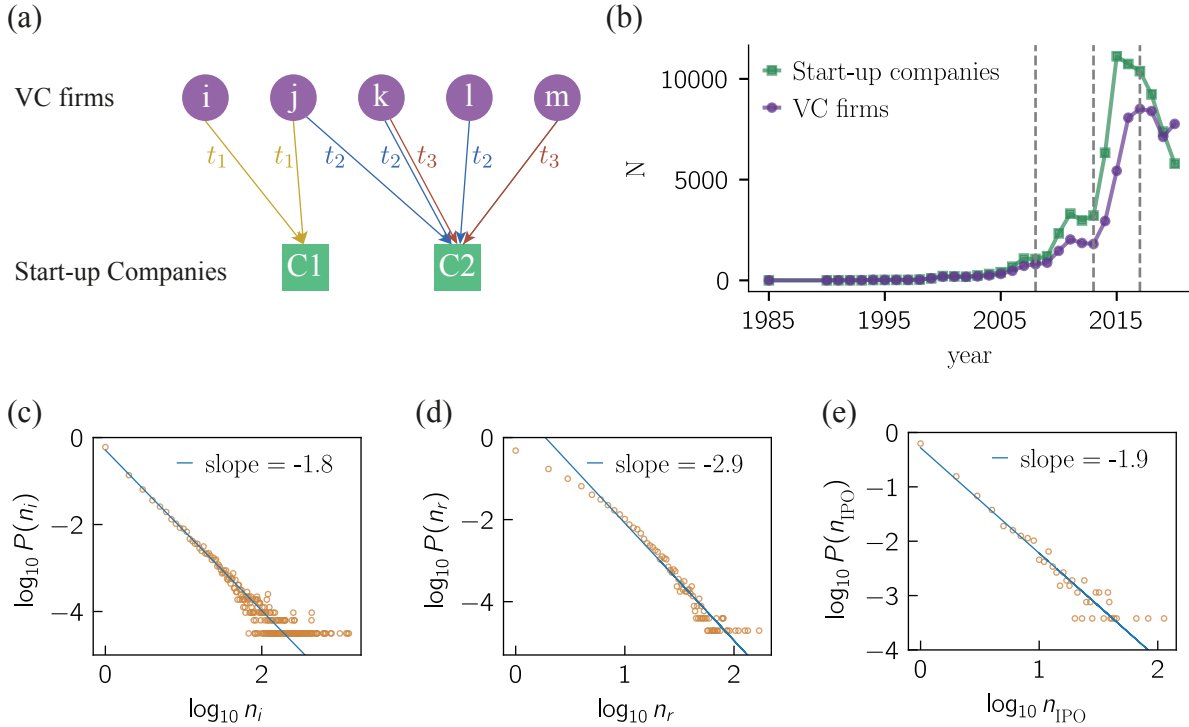 (a)
VC firms
i j k l m
t₁ t₁ t₂ t₂ t₃ t₂ t₃
Start-up Companies
C1 C2
(b)
Start-up companies
VC firms
N
10000
5000
0
1985 1995 2005 2015
year
(c)
slope = -1.8
log₁₀ P(nᵢ)
0
−2
−4
0 2
log₁₀ nᵢ
(d)
slope = -2.9
log₁₀ P(nᵣ)
0
−2
−4
0 1 2
log₁₀ nᵣ
(e)
slope = -1.9
log₁₀ P(n_IPO)
0
−1
−2
−3
−4
0 1 2
log₁₀ n_IPO